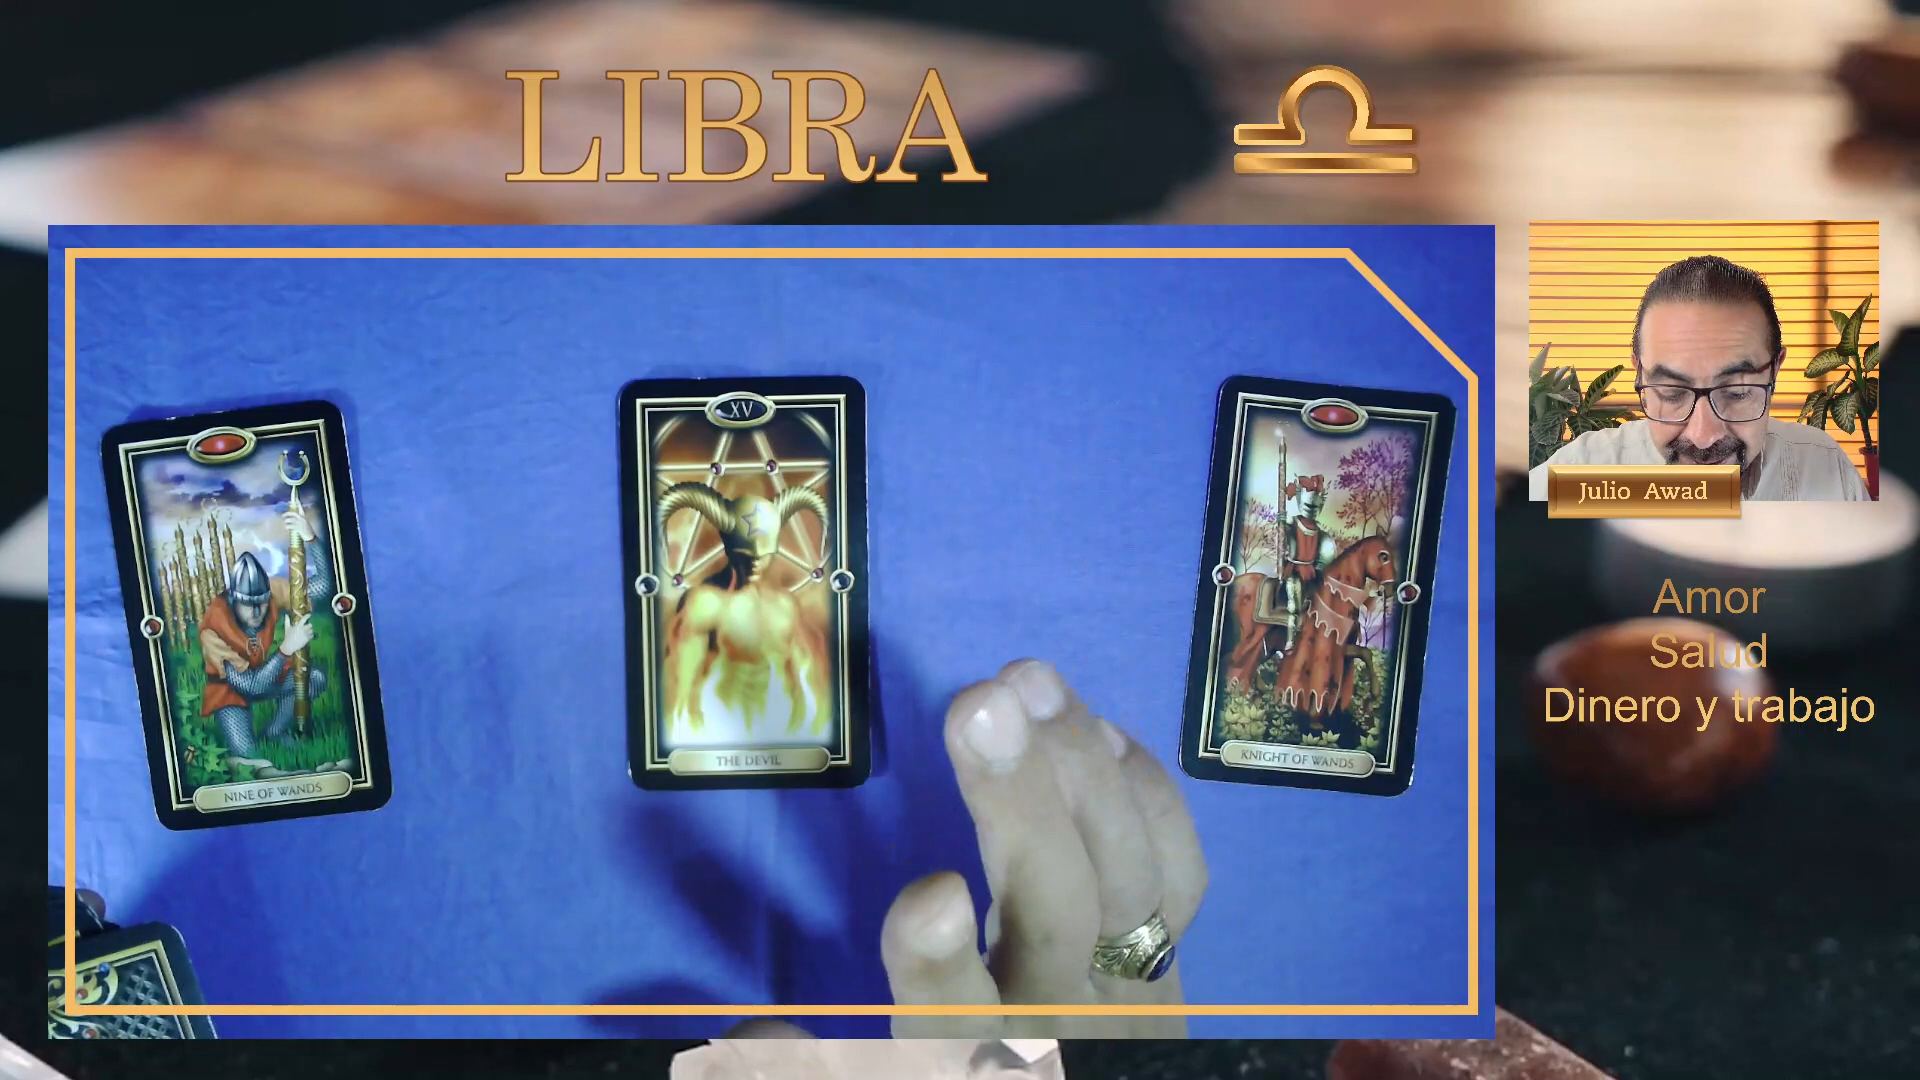 LIBRA
XV
NINE OF WANDS
THE DEVIL
KNIGHT OF WANDS
Julio Awad
Amor
Salud
Dinero y trabajo